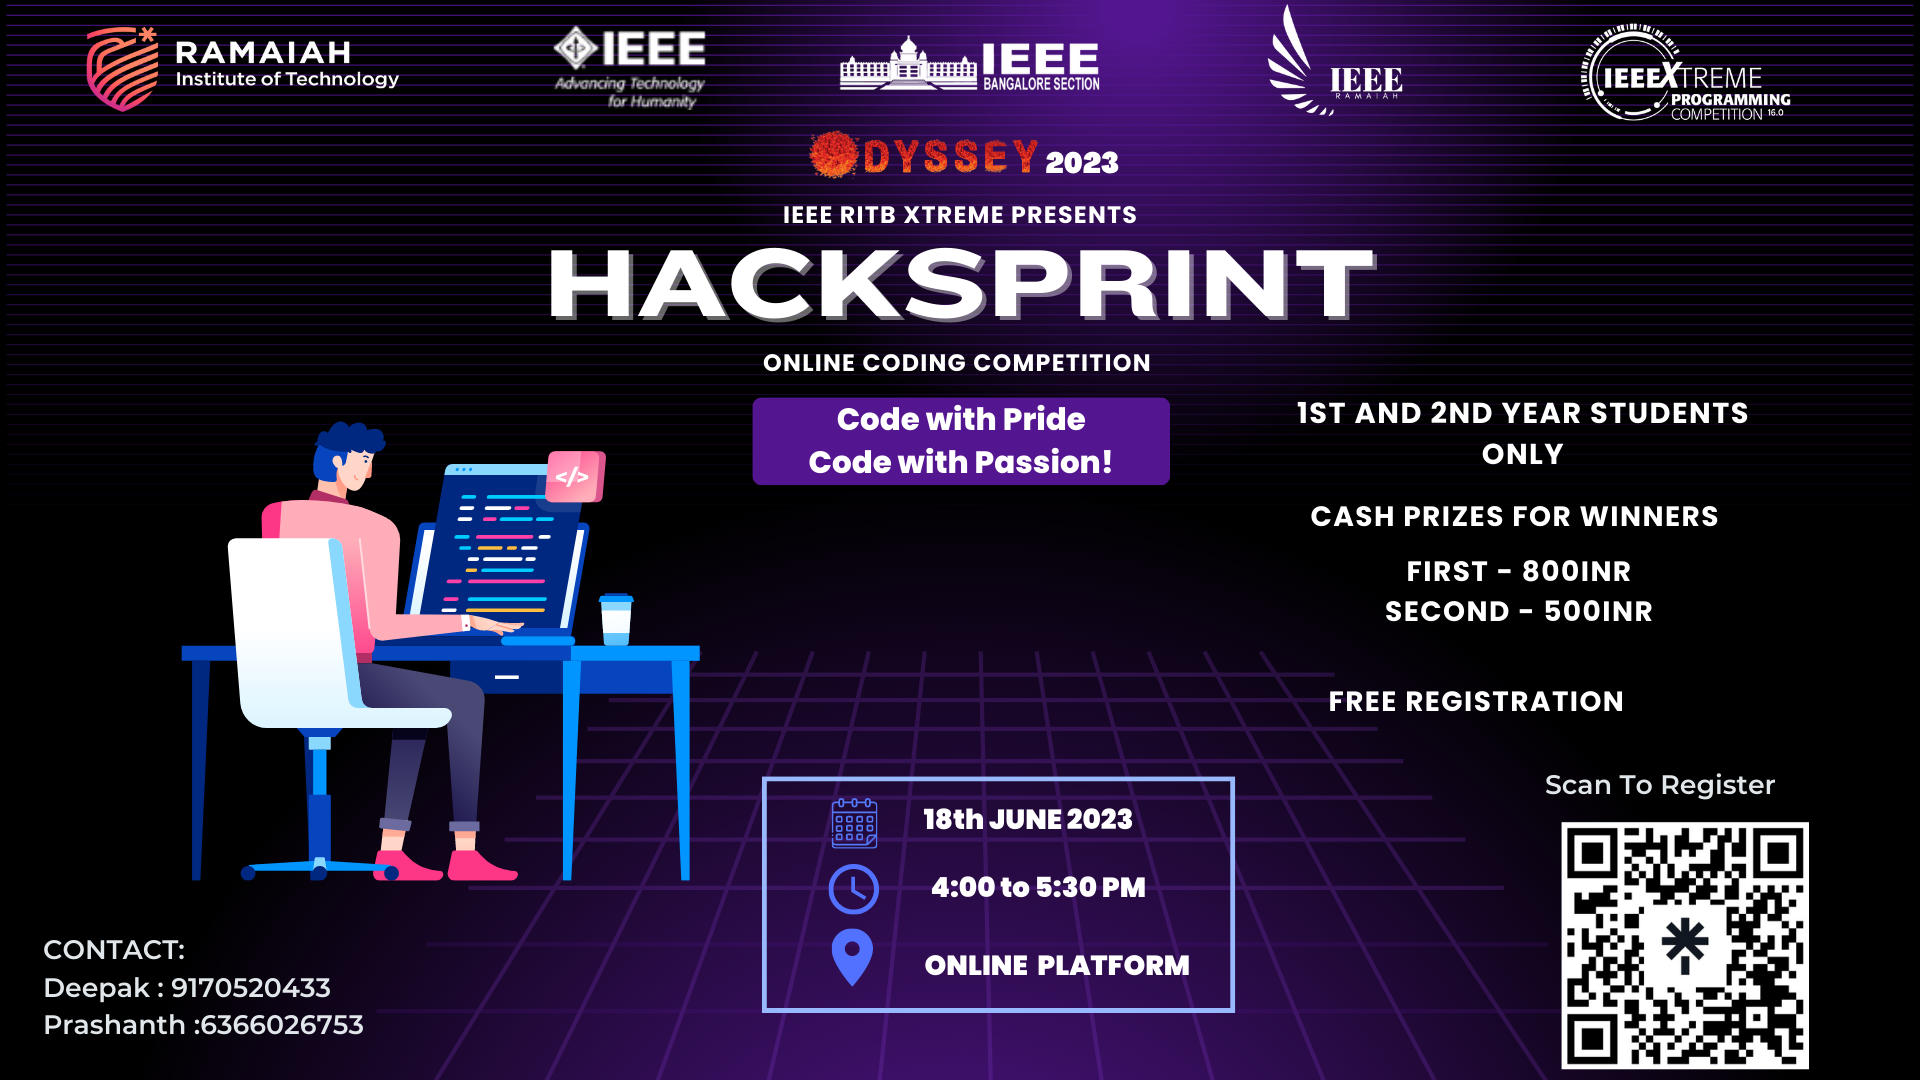 RAMAIAH
Institute of Technology
IEEE
Advancing Technology
for Humanity
IEEE
BANGALORE SECTION
IEEE
RAMAIAH
IEEEXTREME
PROGRAMMING
COMPETITION 16.0
ODYSSEY 2023
IEEE RITB XTREME PRESENTS
HACKSPRINT
ONLINE CODING COMPETITION
Code with Pride
Code with Passion!
</>
1ST AND 2ND YEAR STUDENTS
ONLY
CASH PRIZES FOR WINNERS
FIRST - 800INR
SECOND - 500INR
FREE REGISTRATION
18th JUNE 2023
4:00 to 5:30 PM
ONLINE PLATFORM
Scan To Register
CONTACT:
Deepak : 9170520433
Prashanth :6366026753